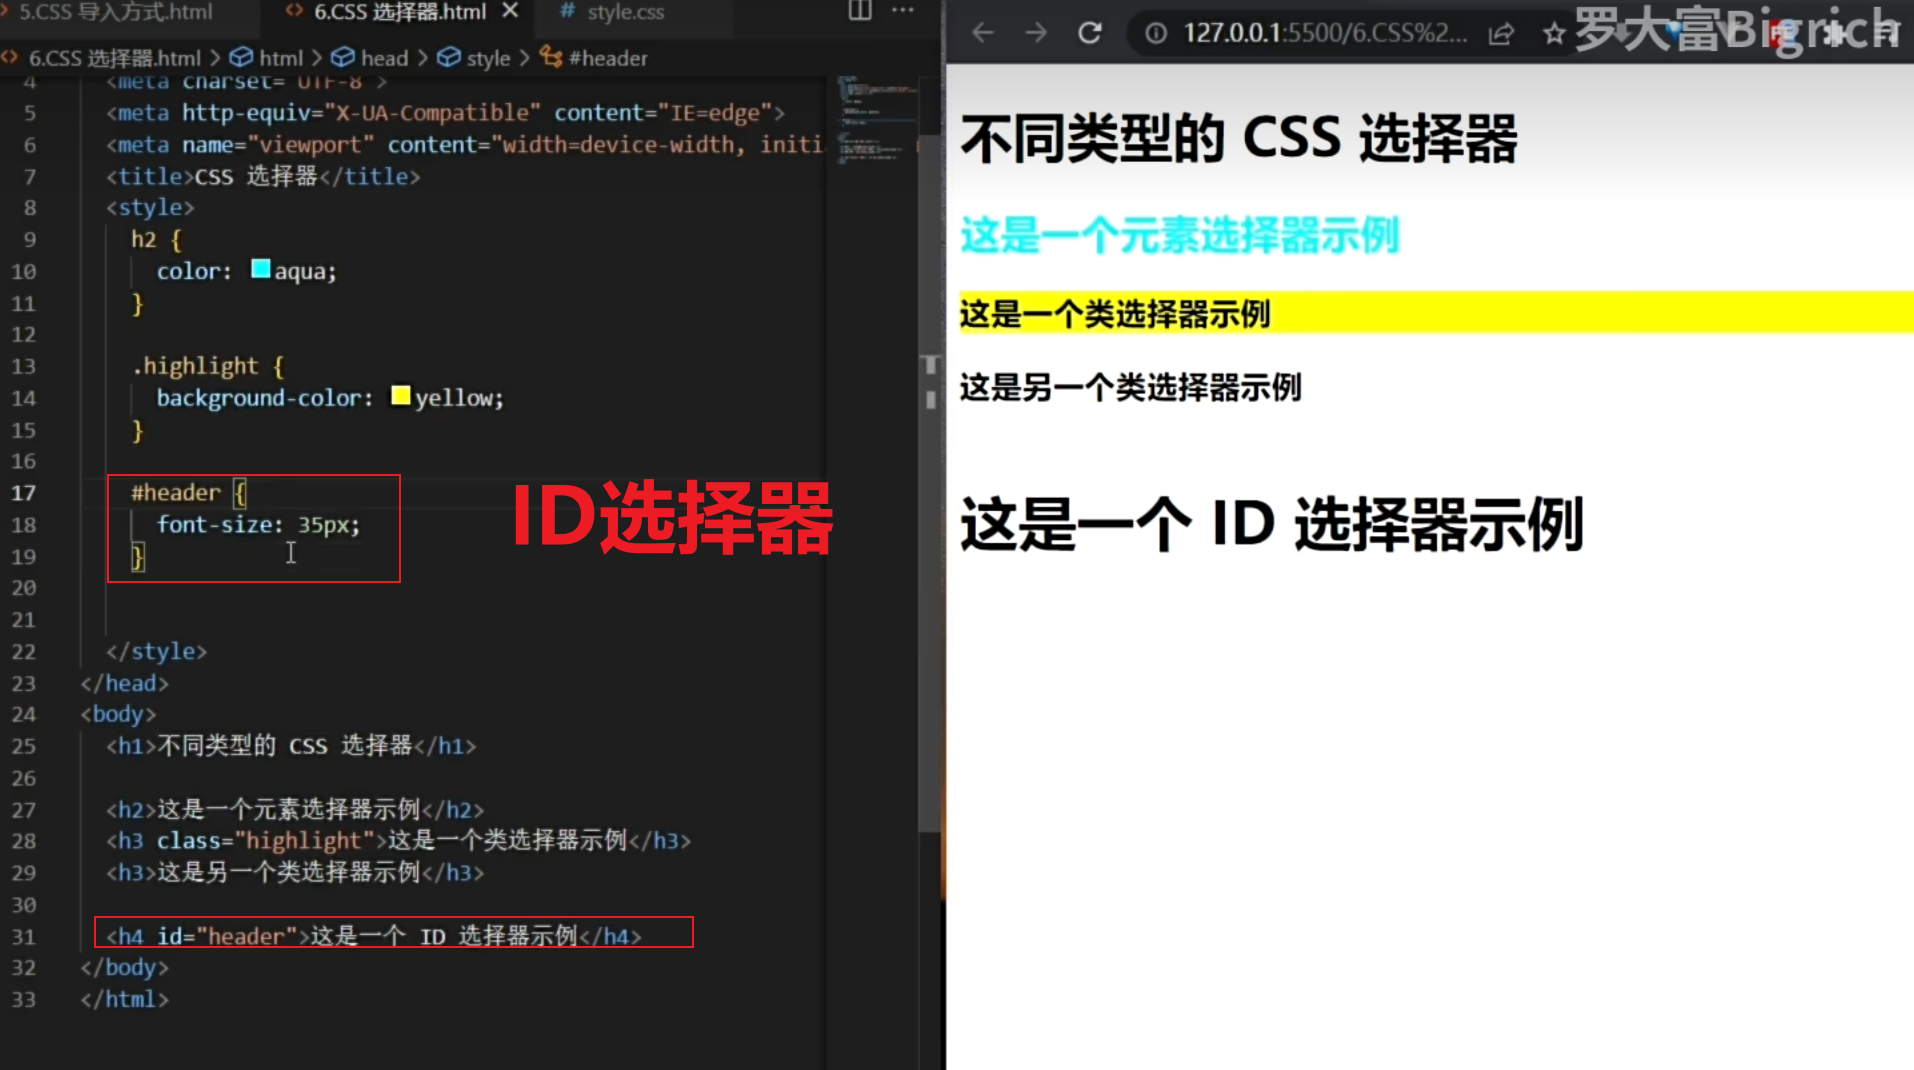 5.CSS 导入方式.html
6.CSS 选择器.html
# style.css
6.CSS 选择器.html > html > head > style > #header
4 <meta charset="UTF-8">
5 <meta http-equiv="X-UA-Compatible" content="IE=edge">
6 <meta name="viewport" content="width=device-width, initi
7 <title>CSS 选择器</title>
8 <style>
9 h2 {
10 color: aqua;
11 }
12
13 .highlight {
14 background-color: yellow;
15 }
16
17 #header {
18 font-size: 35px;
19 }
20
21
22 </style>
23 </head>
24 <body>
25 <h1>不同类型的 CSS 选择器</h1>
26
27 <h2>这是一个元素选择器示例</h2>
28 <h3 class="highlight">这是一个类选择器示例</h3>
29 <h3>这是另一个类选择器示例</h3>
30
31 <h4 id="header">这是一个 ID 选择器示例</h4>
32 </body>
33 </html>
ID选择器
127.0.0.1:5500/6.CSS%2...
罗大富Bigrich
不同类型的 CSS 选择器
这是一个元素选择器示例
这是一个类选择器示例
这是另一个类选择器示例
这是一个 ID 选择器示例